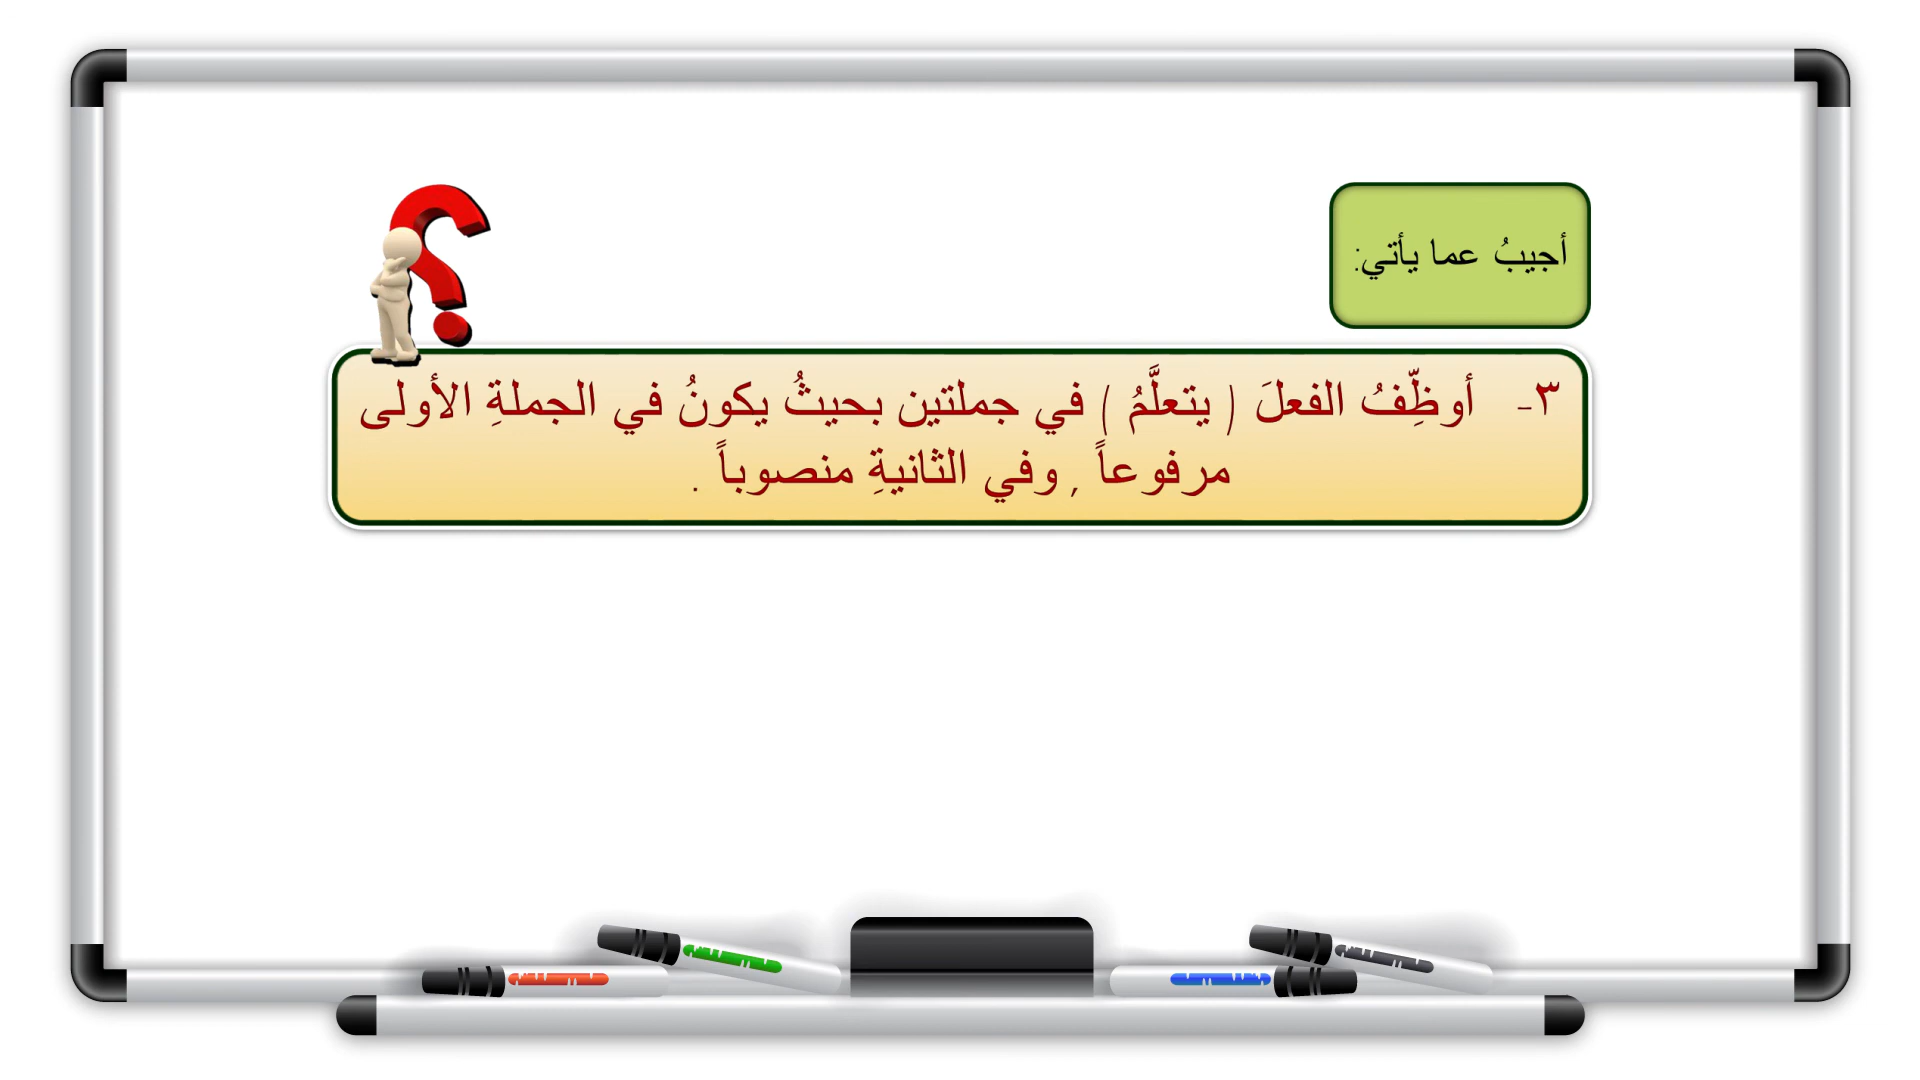 أجيبُ عما يأتي:
٣- أوظِّفُ الفعلَ ( يتعلَّمُ ) في جملتين بحيثُ يكونُ في الجملةِ الأولى
مرفوعاً , وفي الثانيةِ منصوباً .